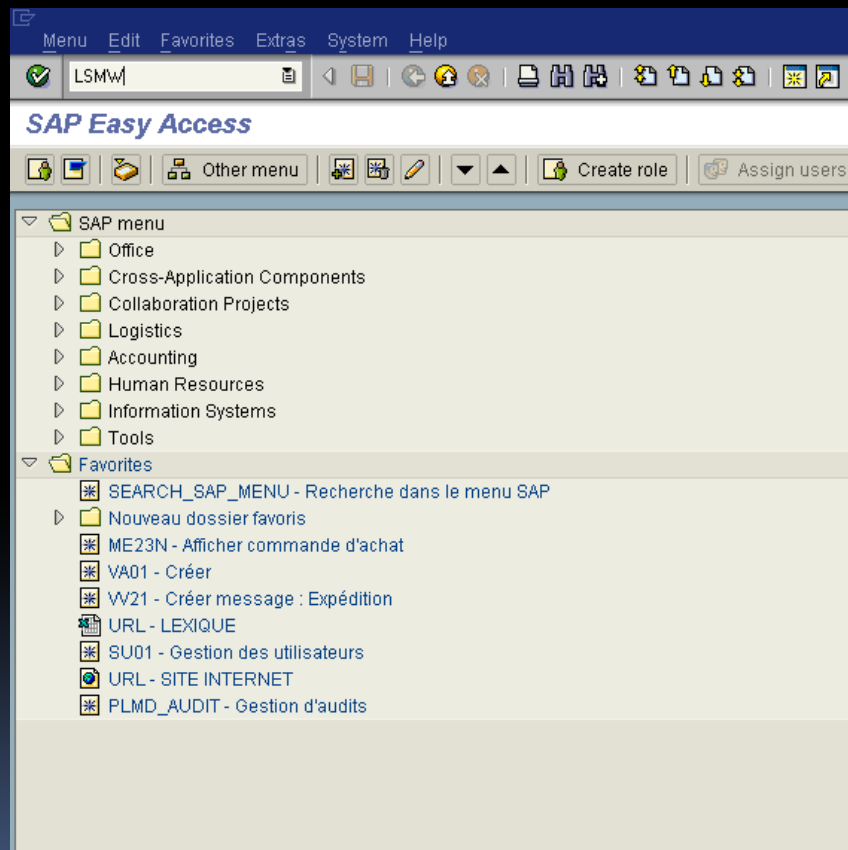 Menu Edit Favorites Extras System Help
LSMW
SAP Easy Access
Other menu Create role Assign users
SAP menu
Office
Cross-Application Components
Collaboration Projects
Logistics
Accounting
Human Resources
Information Systems
Tools
Favorites
SEARCH_SAP_MENU - Recherche dans le menu SAP
Nouveau dossier favoris
ME23N - Afficher commande d'achat
VA01 - Créer
VV21 - Créer message : Expédition
URL - LEXIQUE
SU01 - Gestion des utilisateurs
URL - SITE INTERNET
PLMD_AUDIT - Gestion d'audits